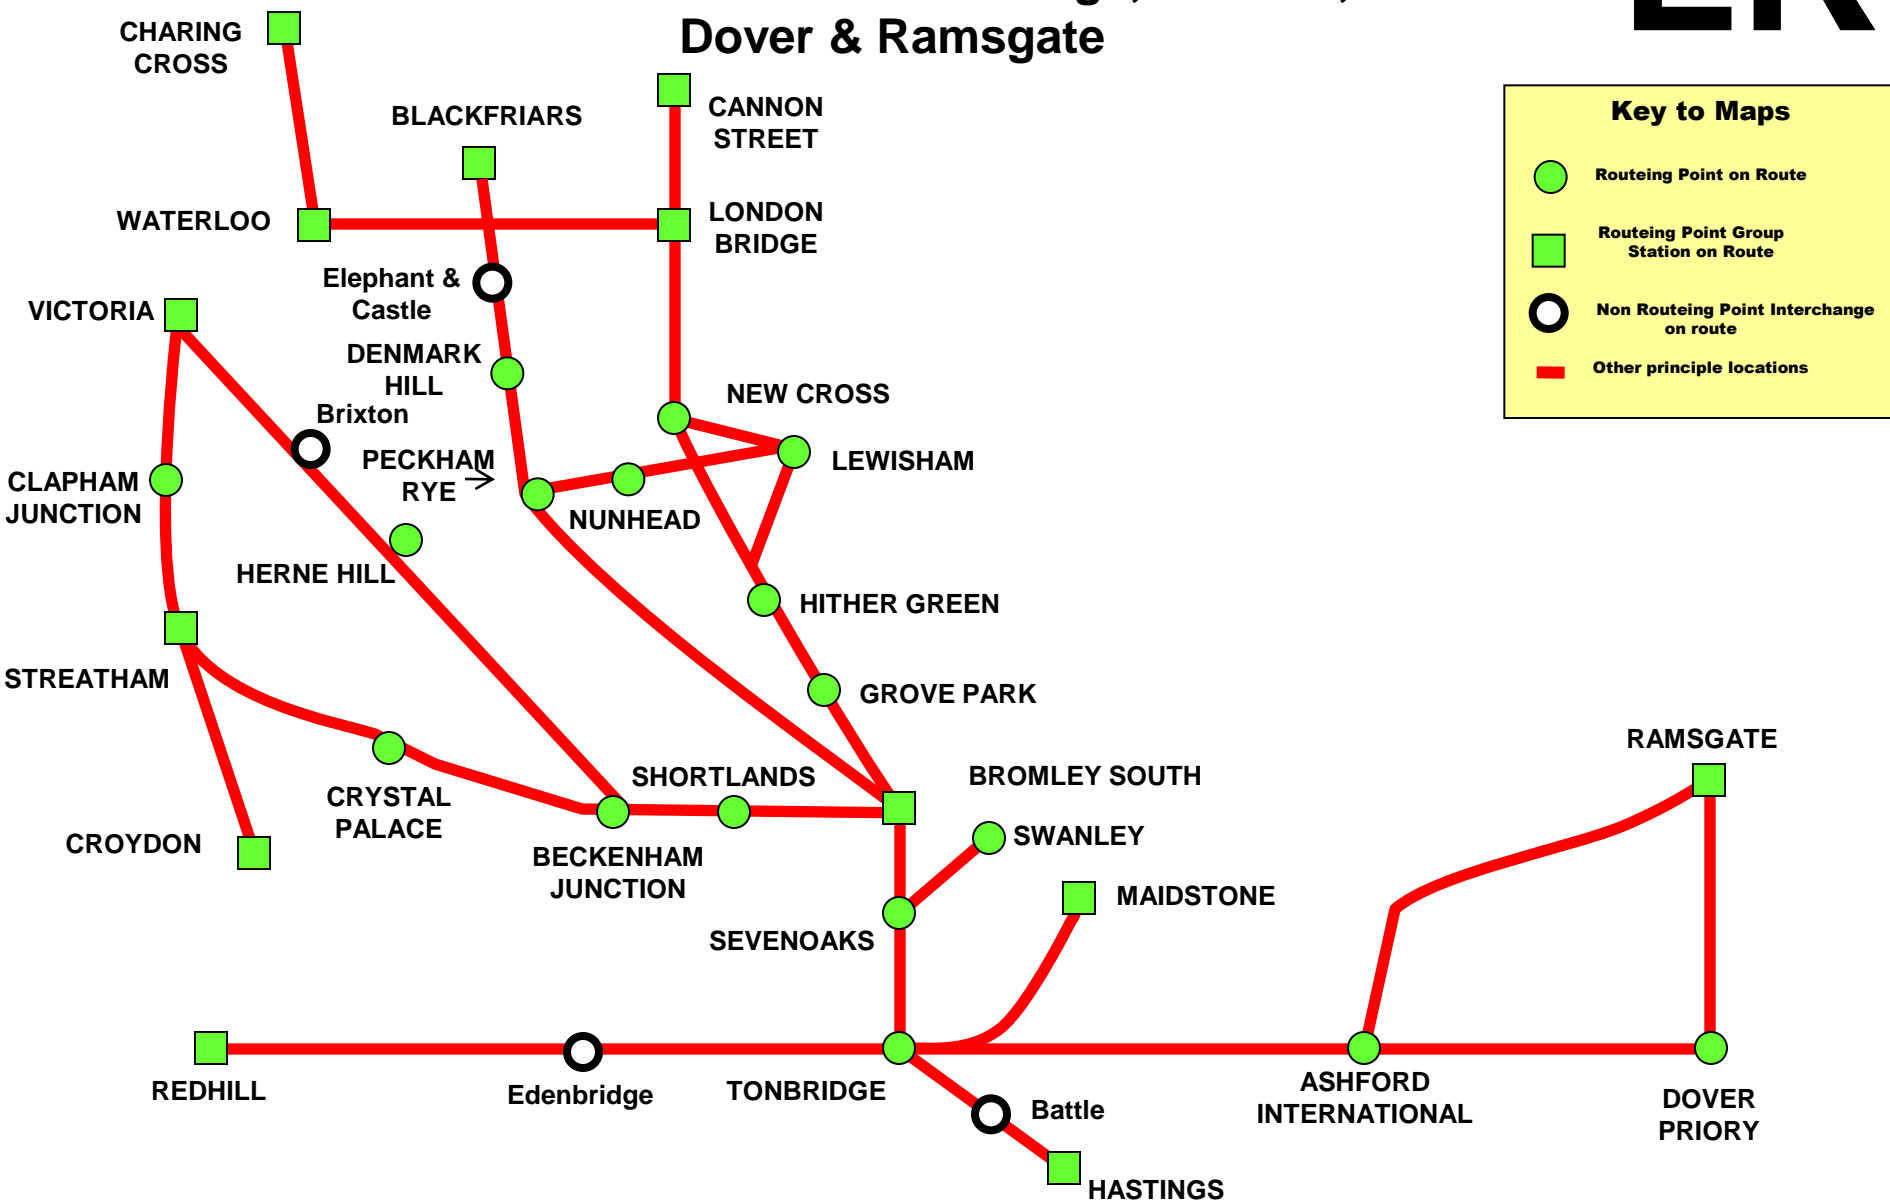 Dover & Ramsgate
ER
CHARING
CROSS
BLACKFRIARS
CANNON
STREET
Key to Maps
Routeing Point on Route
Routeing Point Group
Station on Route
Non Routeing Point Interchange
on route
Other principle locations
WATERLOO
LONDON
BRIDGE
Elephant &
Castle
VICTORIA
DENMARK
HILL
Brixton
NEW CROSS
PECKHAM
RYE
LEWISHAM
CLAPHAM
JUNCTION
NUNHEAD
HERNE HILL
HITHER GREEN
STREATHAM
GROVE PARK
RAMSGATE
SHORTLANDS
BROMLEY SOUTH
CRYSTAL
PALACE
SWANLEY
CROYDON
BECKENHAM
JUNCTION
MAIDSTONE
SEVENOAKS
REDHILL
Edenbridge
TONBRIDGE
ASHFORD
INTERNATIONAL
Battle
DOVER
PRIORY
HASTINGS